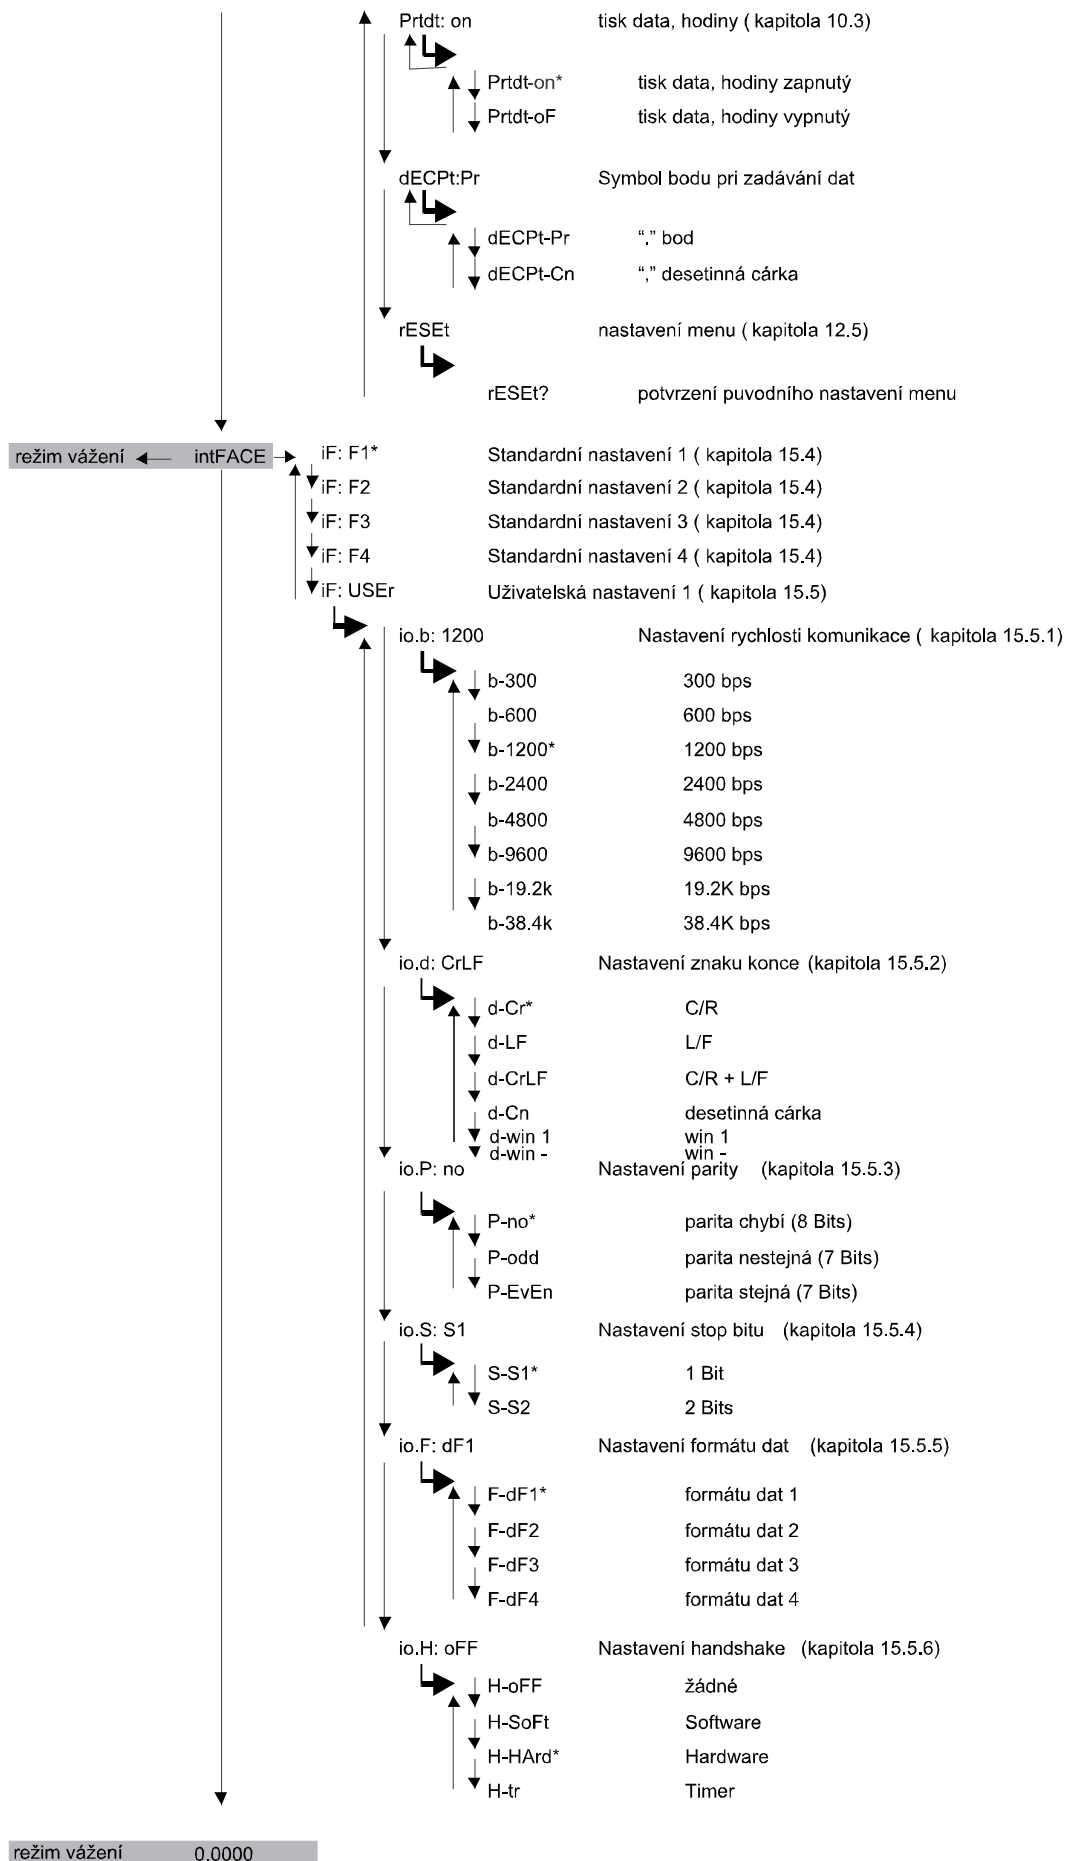 Prtdt: on tisk data, hodiny ( kapitola 10.3)
Prtdt-on* tisk data, hodiny zapnutý
Prtdt-oF tisk data, hodiny vypnutý
dECPt:Pr Symbol bodu pri zadávání dat
dECPt-Pr “.” bod
dECPt-Cn “,” desetinná cárka
rESEt nastavení menu ( kapitola 12.5)
rESEt? potvrzení puvodního nastavení menu
režim vážení intFACE iF: F1* Standardní nastavení 1 ( kapitola 15.4)
iF: F2 Standardní nastavení 2 ( kapitola 15.4)
iF: F3 Standardní nastavení 3 ( kapitola 15.4)
iF: F4 Standardní nastavení 4 ( kapitola 15.4)
iF: USEr Uživatelská nastavení 1 ( kapitola 15.5)
io.b: 1200 Nastavení rychlosti komunikace ( kapitola 15.5.1)
b-300 300 bps
b-600 600 bps
b-1200* 1200 bps
b-2400 2400 bps
b-4800 4800 bps
b-9600 9600 bps
b-19.2k 19.2K bps
b-38.4k 38.4K bps
io.d: CrLF Nastavení znaku konce (kapitola 15.5.2)
d-Cr* C/R
d-LF L/F
d-CrLF C/R + L/F
d-Cn desetinná cárka
d-win 1 win 1
d-win - win -
io.P: no Nastavení parity (kapitola 15.5.3)
P-no* parita chybí (8 Bits)
P-odd parita nestejná (7 Bits)
P-EvEn parita stejná (7 Bits)
io.S: S1 Nastavení stop bitu (kapitola 15.5.4)
S-S1* 1 Bit
S-S2 2 Bits
io.F: dF1 Nastavení formátu dat (kapitola 15.5.5)
F-dF1* formátu dat 1
F-dF2 formátu dat 2
F-dF3 formátu dat 3
F-dF4 formátu dat 4
io.H: oFF Nastavení handshake (kapitola 15.5.6)
H-oFF žádné
H-SoFt Software
H-HArd* Hardware
H-tr Timer
režim vážení 0.0000